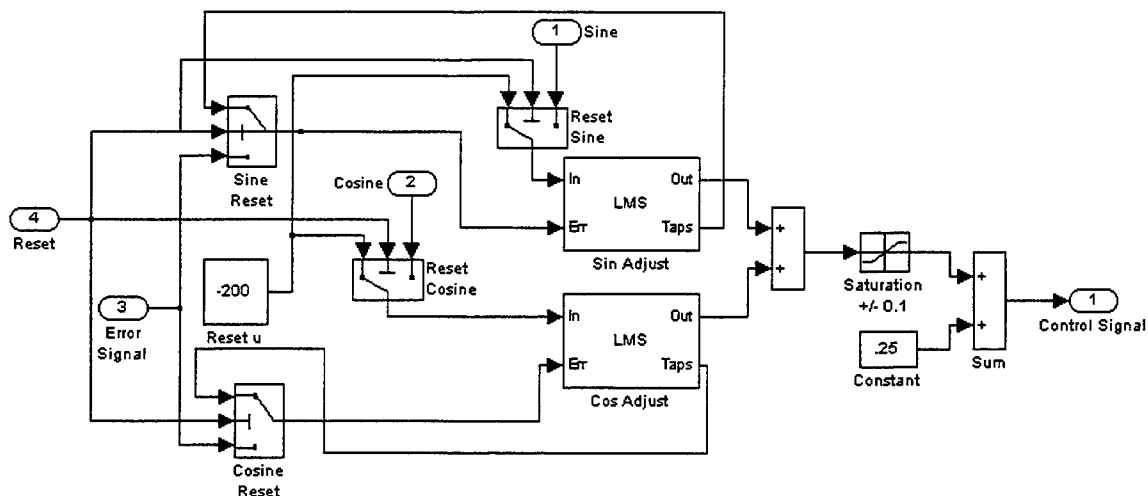 1
Sine
Reset
Sine
Sine
Reset
Cosine
2
In
Out
LMS
Err
Taps
Sin Adjust
4
Reset
Reset
Cosine
-200
Reset u
3
Error
Signal
In
Out
LMS
Err
Taps
Cos Adjust
+
+
Saturation
+/- 0.1
.25
Constant
+
+
Sum
1
Control Signal
Cosine
Reset